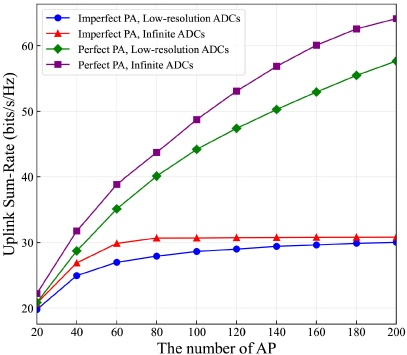 Imperfect PA, Low-resolution ADCs
Imperfect PA, Infinite ADCs
Perfect PA, Low-resolution ADCs
Perfect PA, Infinite ADCs
Uplink Sum-Rate (bits/s/Hz)
60
50
40
30
20
20 40 60 80 100 120 140 160 180 200
The number of AP